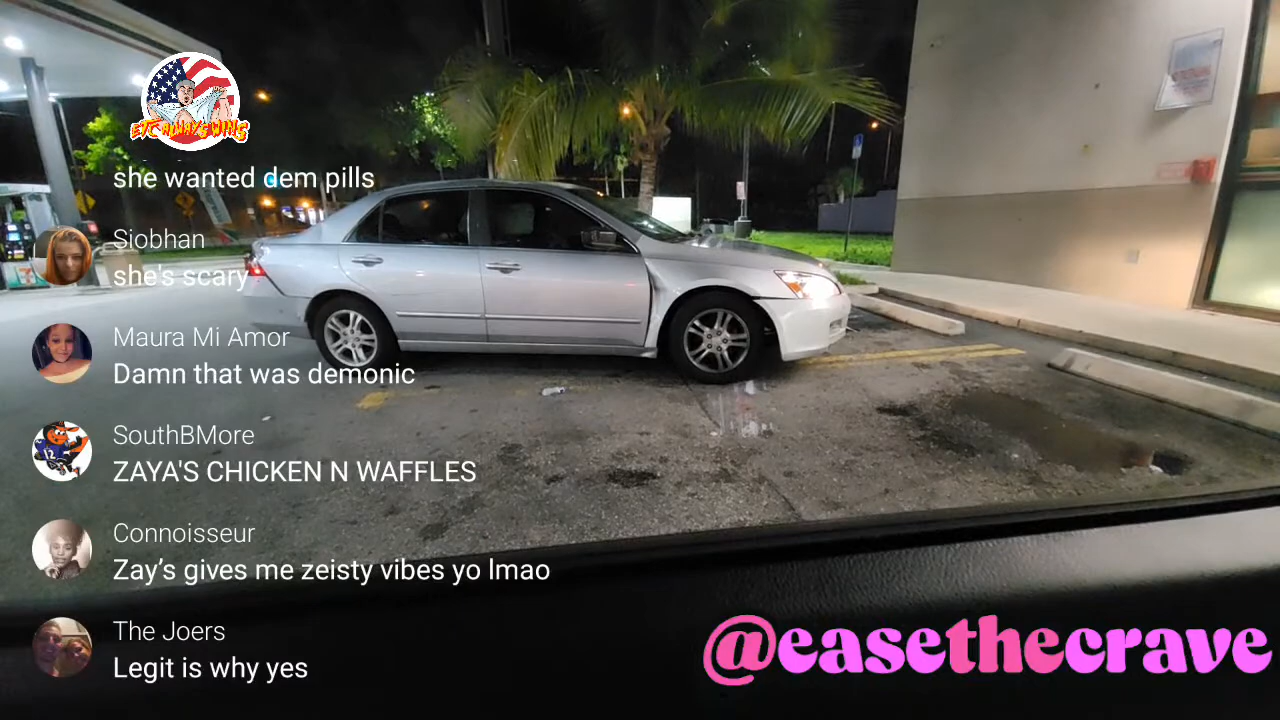 ETC ALWAYS WINS
she wanted dem pills
Siobhan
she's scary
Maura Mi Amor
Damn that was demonic
SouthBMore
ZAYA'S CHICKEN N WAFFLES
Connoisseur
Zay’s gives me zeisty vibes yo lmao
The Joers
Legit is why yes
@easethecrave